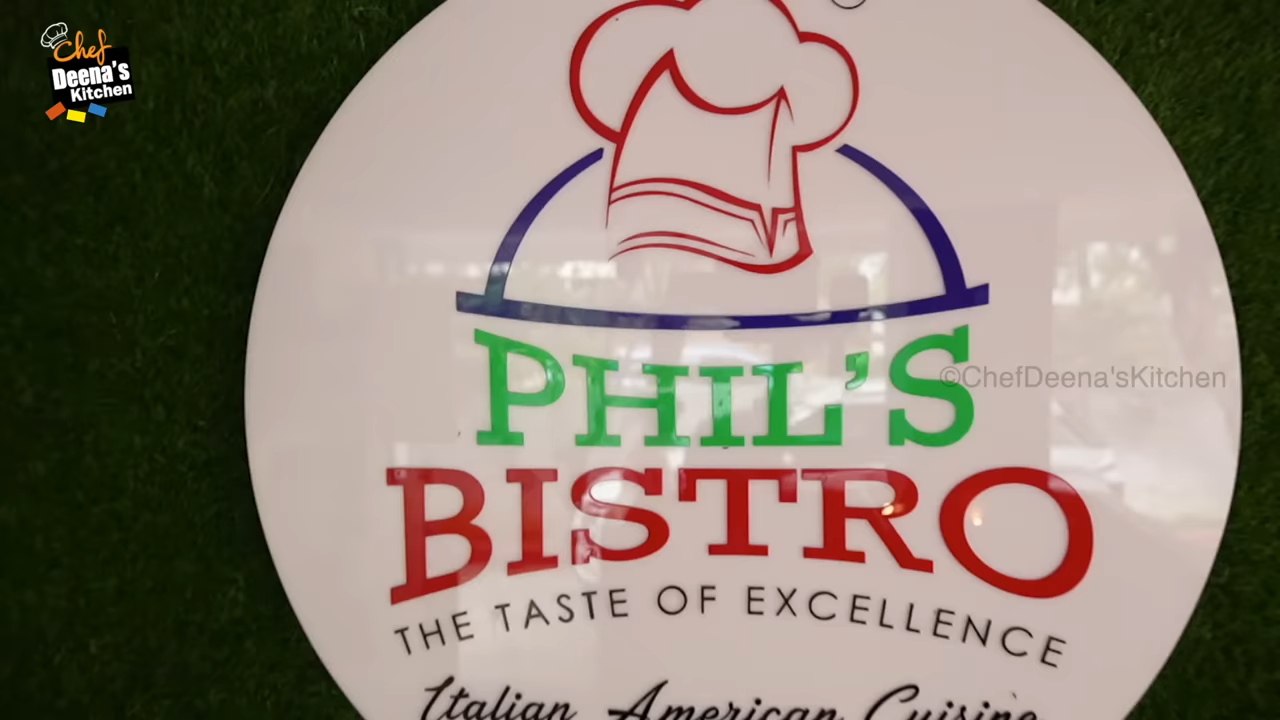 Chef
Deena's
Kitchen
PHIL'S
©ChefDeena'sKitchen
BISTRO
THE TASTE OF EXCELLENCE
Italian American Cuisine